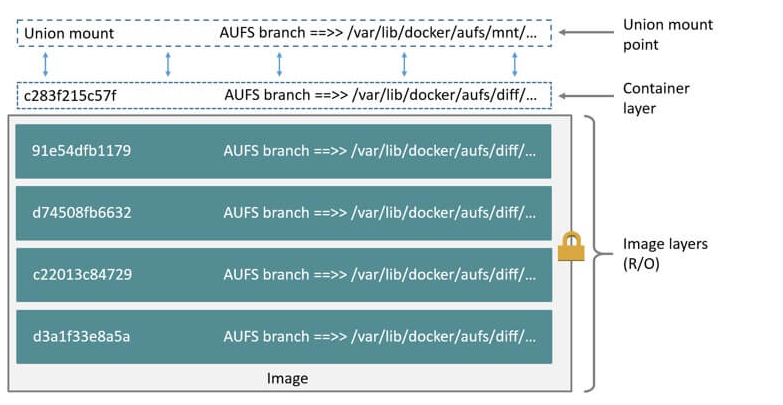 Union mount AUFS branch ==>> /var/lib/docker/aufs/mnt/...
Union mount
point
c283f215c57f AUFS branch ==>> /var/lib/docker/aufs/diff/...
Container
layer
91e54dfb1179 AUFS branch ==>> /var/lib/docker/aufs/diff/...
d74508fb6632 AUFS branch ==>> /var/lib/docker/aufs/diff/...
c22013c84729 AUFS branch ==>> /var/lib/docker/aufs/diff/...
d3a1f33e8a5a AUFS branch ==>> /var/lib/docker/aufs/diff/...
Image layers
(R/O)
Image